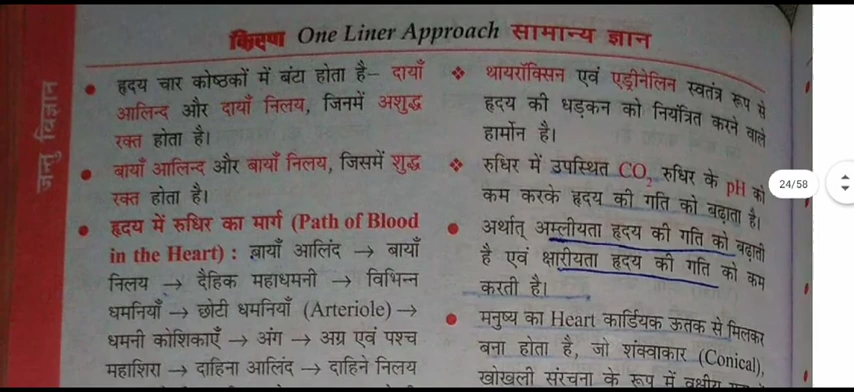 किरण One Liner Approach सामान्य ज्ञान
जन्तु विज्ञान
• हृदय चार कोष्ठकों में बंटा होता है– दायाँ
आलिन्द और दायाँ निलय, जिनमें अशुद्ध
रक्त होता है।
• बायाँ आलिन्द और बायाँ निलय, जिसमें शुद्ध
रक्त होता है।
• हृदय में रुधिर का मार्ग (Path of Blood
in the Heart) : बायाँ आलिंद → बायाँ
निलय → दैहिक महाधमनी → विभिन्न
धमनियाँ → छोटी धमनियाँ (Arteriole) →
धमनी कोशिकाएँ → अंग → अग्र एवं पश्च
महाशिरा → दाहिना आलिंद → दाहिने निलय
❖ थायरॉक्सिन एवं एड्रीनेलिन स्वतंत्र रूप से
हृदय की धड़कन को नियंत्रित करने वाले
हार्मोन है।
❖ रुधिर में उपस्थित CO₂ रुधिर के pH को
कम करके हृदय की गति को बढ़ाता है।
• अर्थात् अम्लीयता हृदय की गति को बढ़ाती
है एवं क्षारीयता हृदय की गति को कम
करती है।
• मनुष्य का Heart कार्डियक ऊतक से मिलकर
बना होता है, जो शंक्वाकार (Conical),
खोखली संरचना के रूप में वक्षीय
24/58